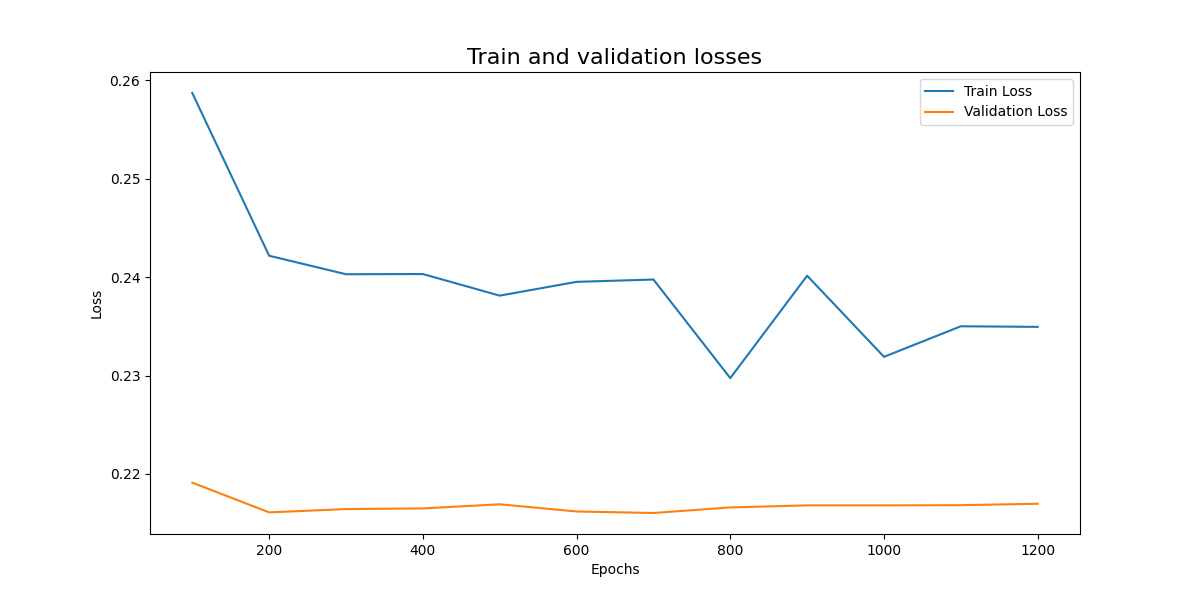 Train and validation losses
Train Loss
Validation Loss
0.26
0.25
0.24
0.23
0.22
Loss
200 400 600 800 1000 1200
Epochs